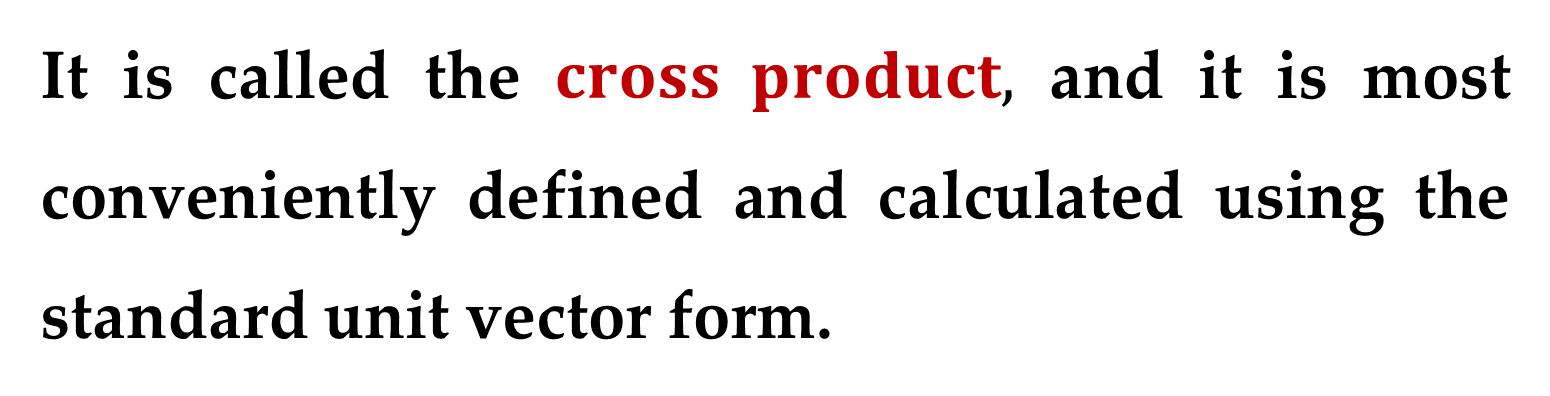 It is called the cross product, and it is most
conveniently defined and calculated using the
standard unit vector form.